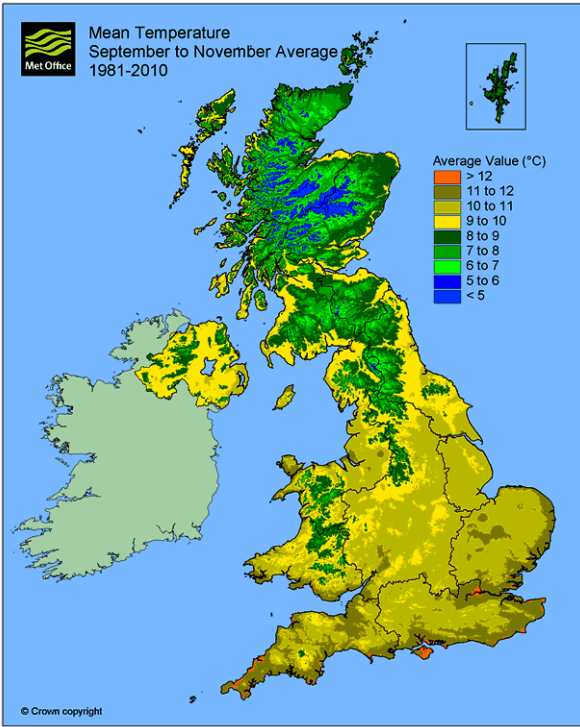 Met Office
Mean Temperature
September to November Average
1981-2010
Average Value (°C)
> 12
11 to 12
10 to 11
9 to 10
8 to 9
7 to 8
6 to 7
5 to 6
< 5
© Crown copyright